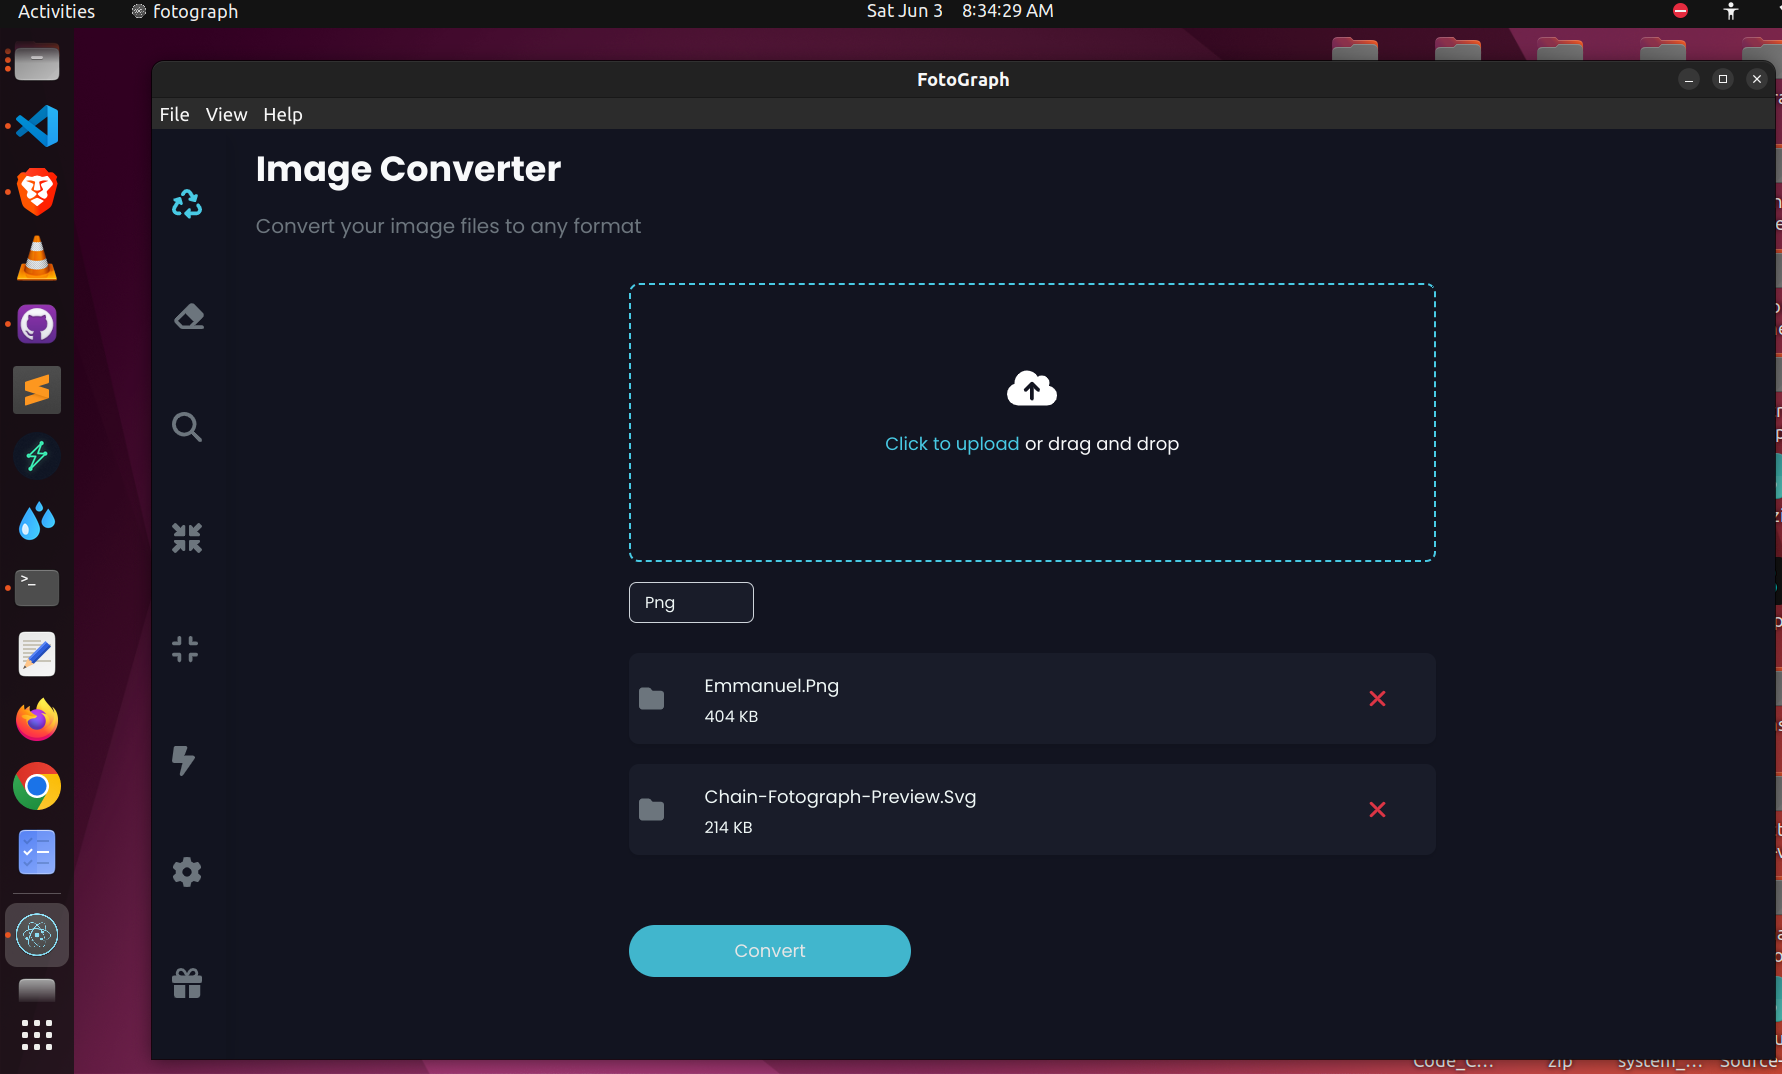 Activities fotograph Sat Jun 3 8:34:29 AM
FotoGraph
File View Help
Image Converter
Convert your image files to any format
Click to upload or drag and drop
Png
Emmanuel.Png
404 KB
Chain-Fotograph-Preview.Svg
214 KB
Convert
Code_C... zip system_... Source-